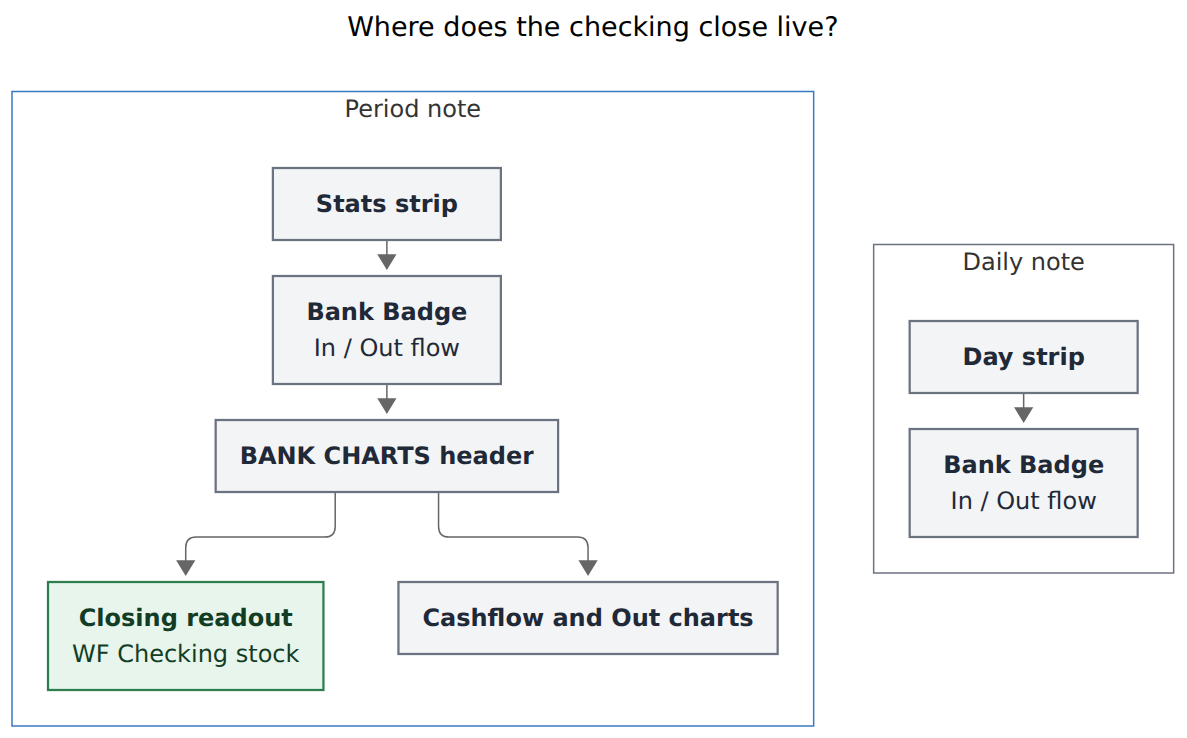 Where does the checking close live?
Period note
Stats strip
Bank Badge
In / Out flow
BANK CHARTS header
Closing readout
WF Checking stock
Cashflow and Out charts
Daily note
Day strip
Bank Badge
In / Out flow